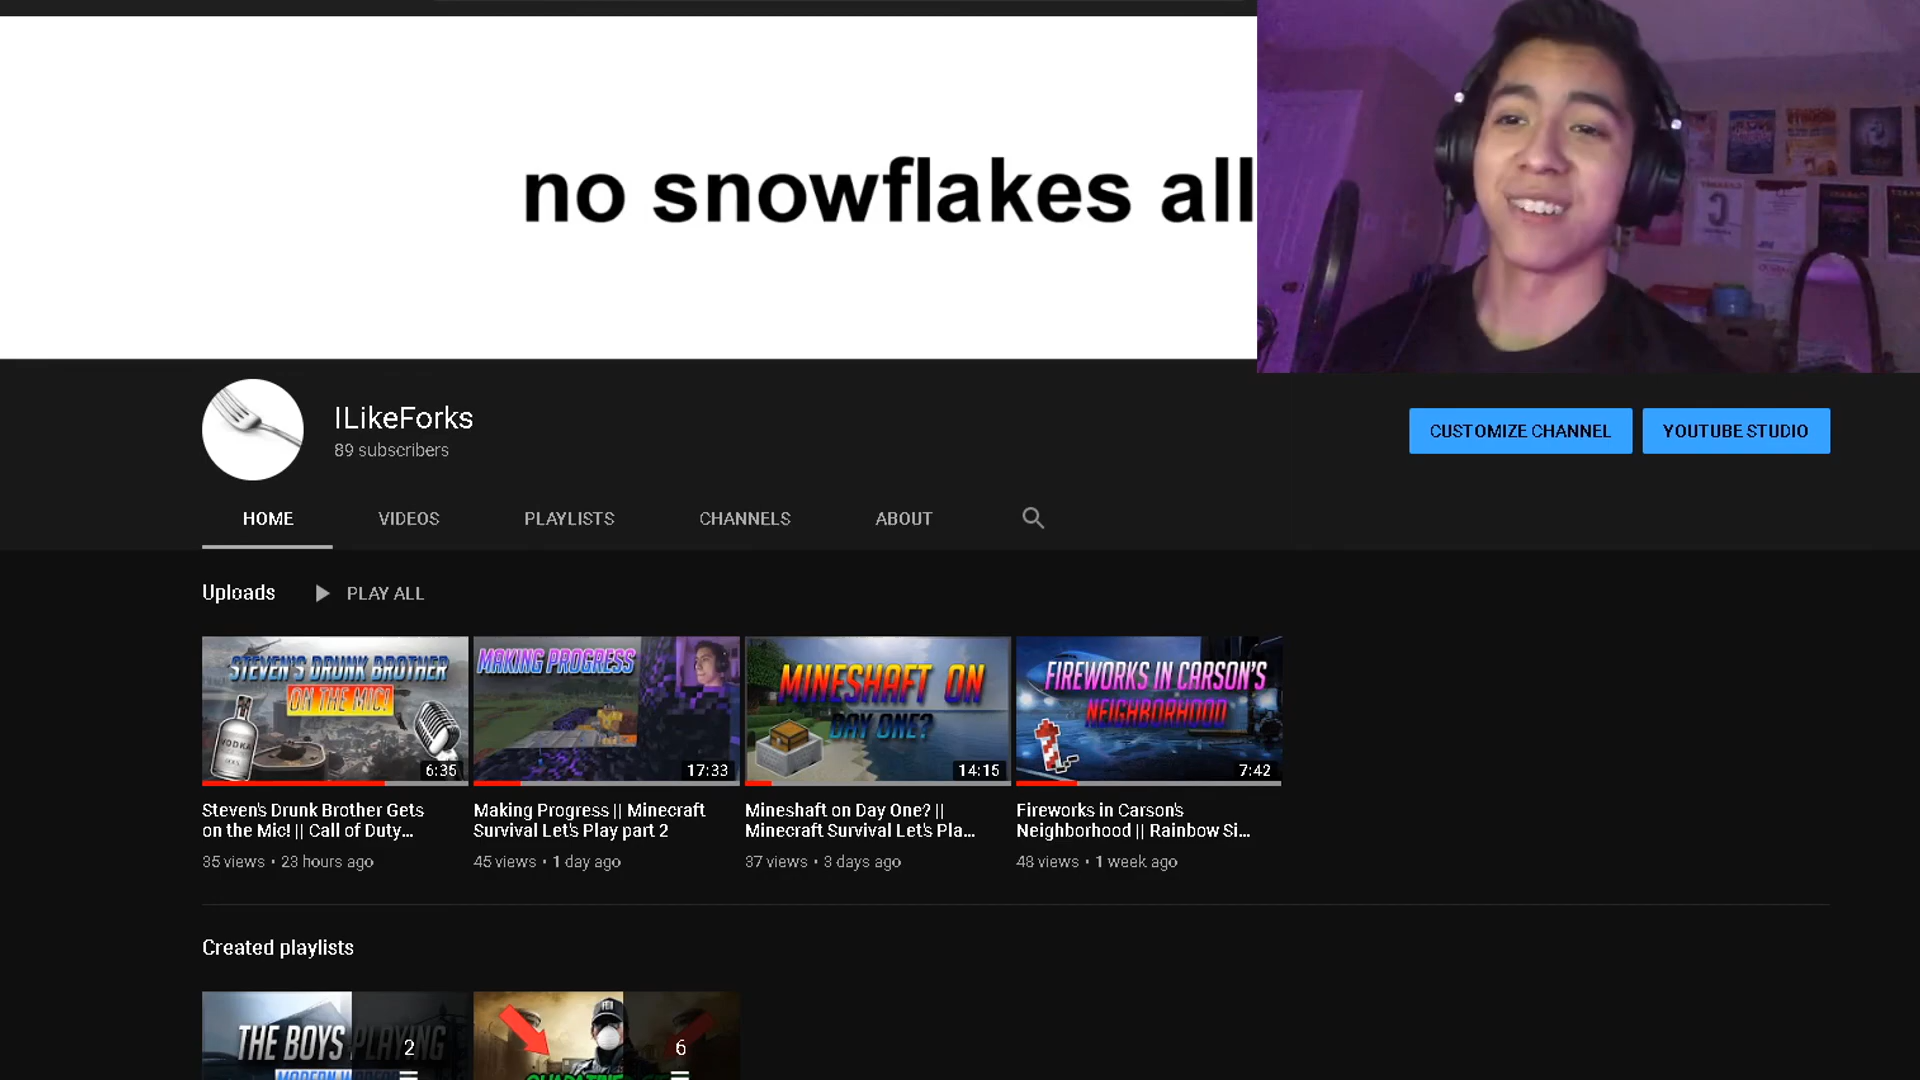 no snowflakes all
ILikeForks
89 subscribers
CUSTOMIZE CHANNEL
YOUTUBE STUDIO
HOME
VIDEOS
PLAYLISTS
CHANNELS
ABOUT
Uploads
PLAY ALL
STEVEN'S DRUNK BROTHER
ON THE MIC!
VODKA
6:35
MAKING PROGRESS
17:33
MINESHAFT ON
DAY ONE?
14:15
FIREWORKS IN CARSON'S
NEIGHBORHOOD
7:42
Steven's Drunk Brother Gets
on the Mic! || Call of Duty...
35 views • 23 hours ago
Making Progress || Minecraft
Survival Let's Play part 2
45 views • 1 day ago
Mineshaft on Day One? ||
Minecraft Survival Let's Pla...
37 views • 3 days ago
Fireworks in Carson's
Neighborhood || Rainbow Si...
48 views • 1 week ago
Created playlists
THE BOYS PLAYING
2
6